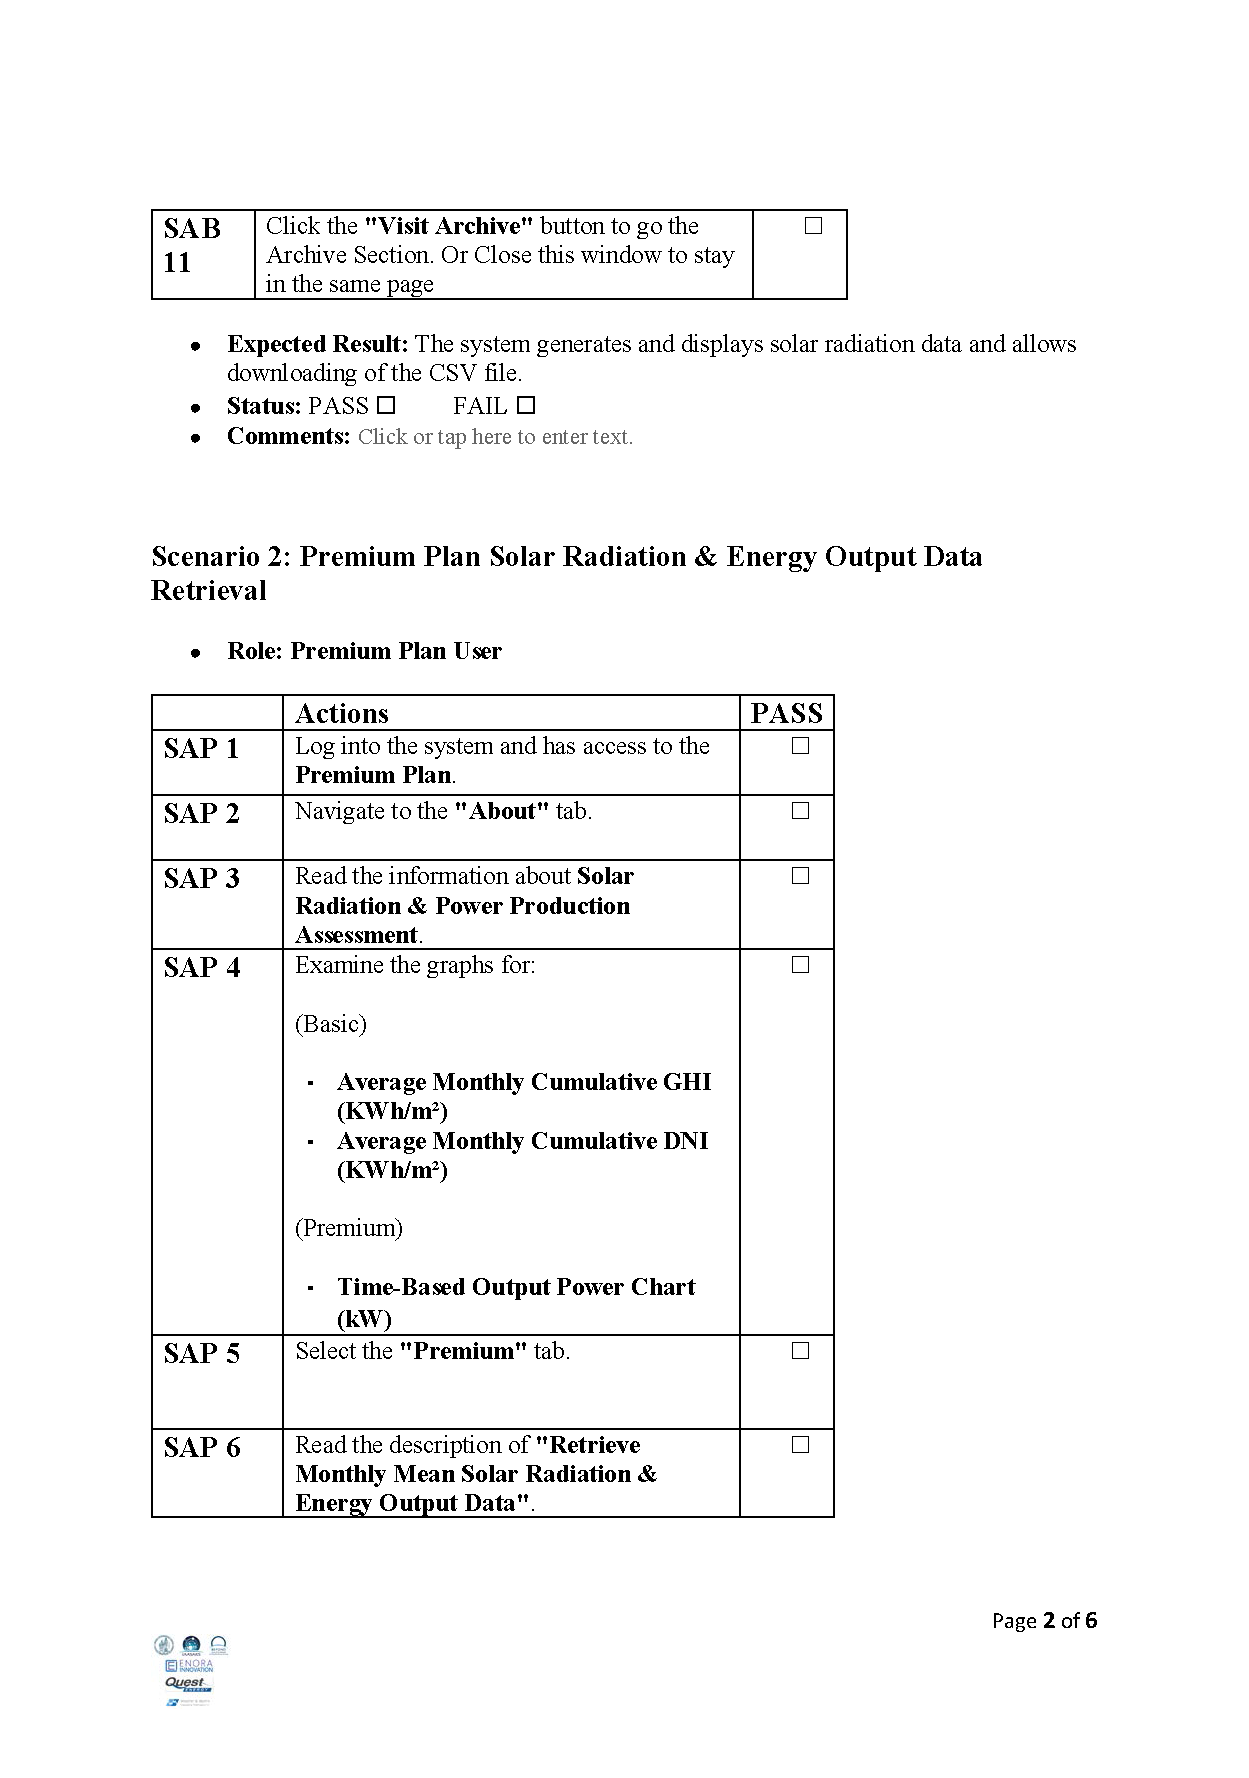 SAB
11
Click the "Visit Archive" button to go the
Archive Section. Or Close this window to stay
in the same page
☐
• Expected Result: The system generates and displays solar radiation data and allows
downloading of the CSV file.
• Status: PASS ☐ FAIL ☐
• Comments: Click or tap here to enter text.
Scenario 2: Premium Plan Solar Radiation & Energy Output Data
Retrieval
• Role: Premium Plan User
Actions PASS
SAP 1 Log into the system and has access to the ☐
Premium Plan.
SAP 2 Navigate to the "About" tab. ☐
SAP 3 Read the information about Solar ☐
Radiation & Power Production
Assessment.
SAP 4 Examine the graphs for: ☐
(Basic)
▪ Average Monthly Cumulative GHI
(KWh/m²)
▪ Average Monthly Cumulative DNI
(KWh/m²)
(Premium)
▪ Time-Based Output Power Chart
(kW)
SAP 5 Select the "Premium" tab. ☐
SAP 6 Read the description of "Retrieve ☐
Monthly Mean Solar Radiation &
Energy Output Data".
Page 2 of 6
ENORA
INNOVATION
Quest
ENERGY